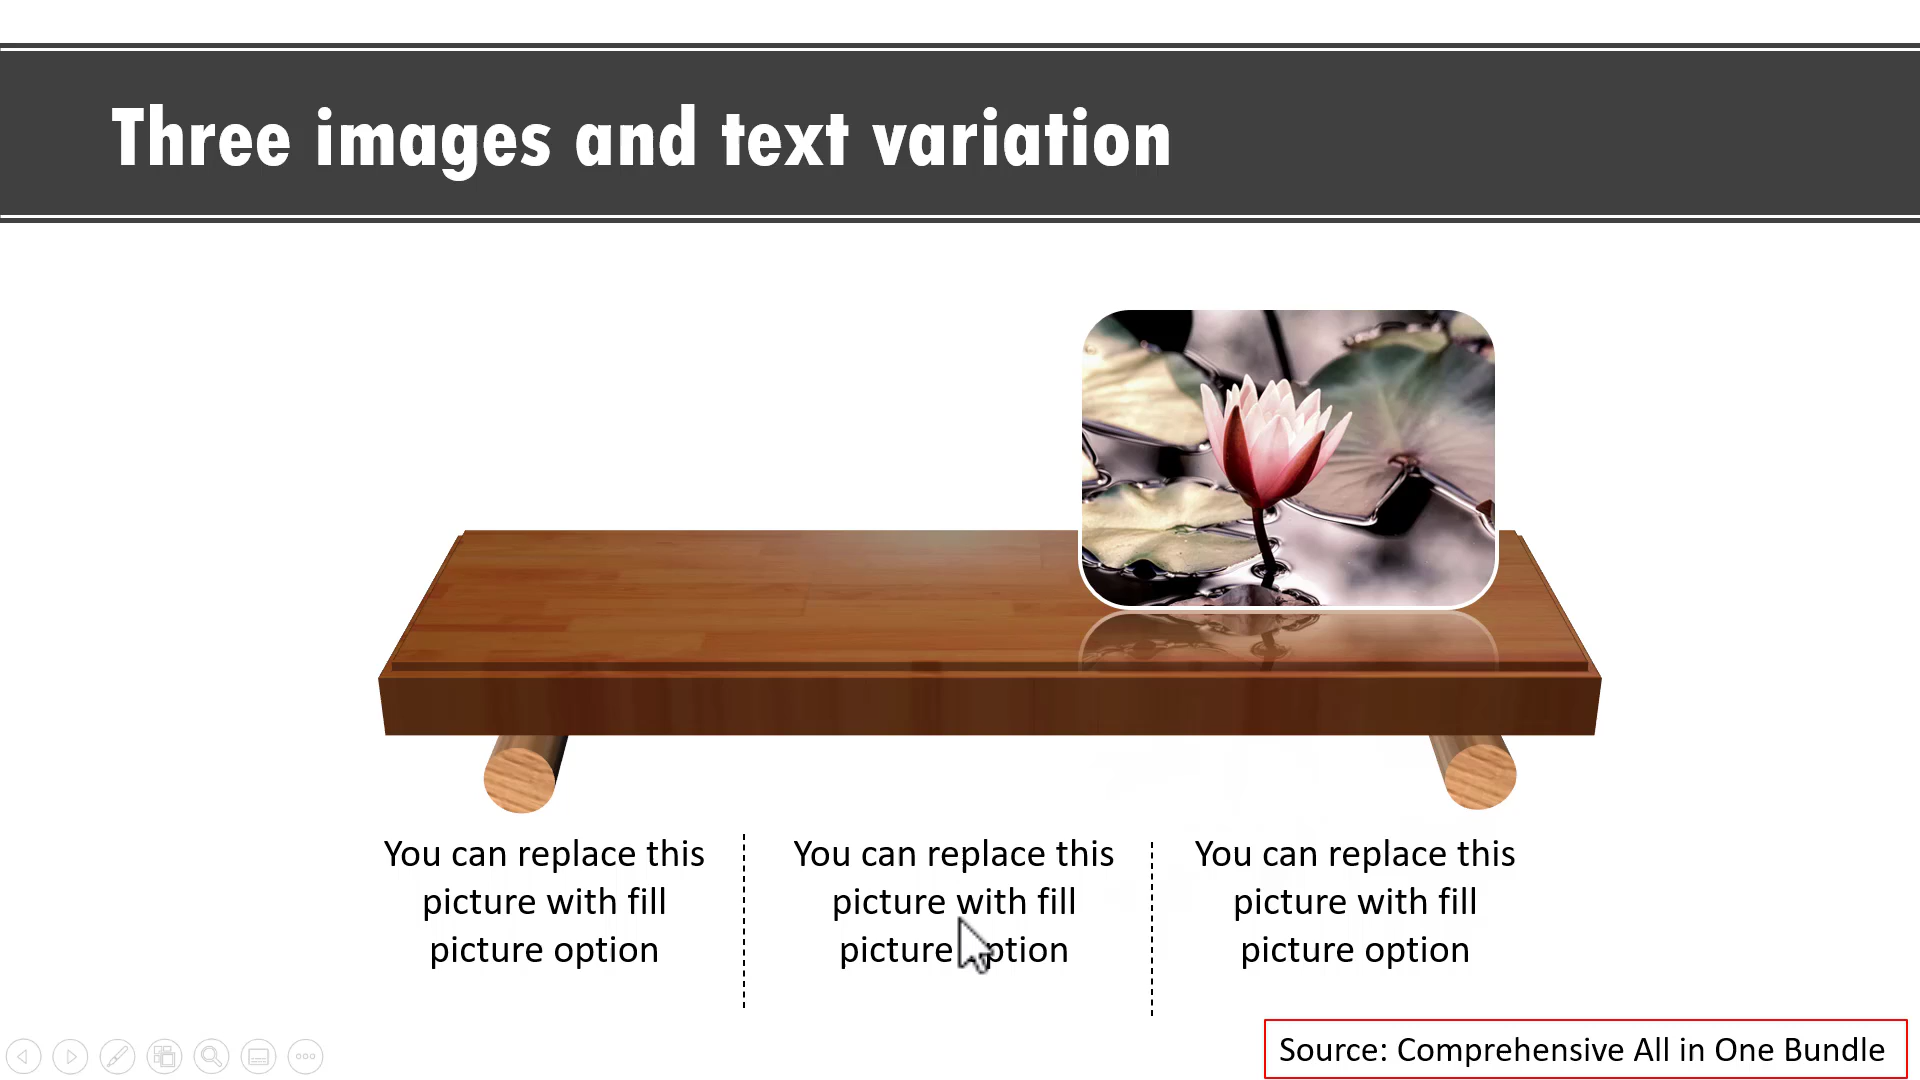 Three images and text variation
You can replace this
picture with fill
picture option
You can replace this
picture with fill
picture option
You can replace this
picture with fill
picture option
Source: Comprehensive All in One Bundle